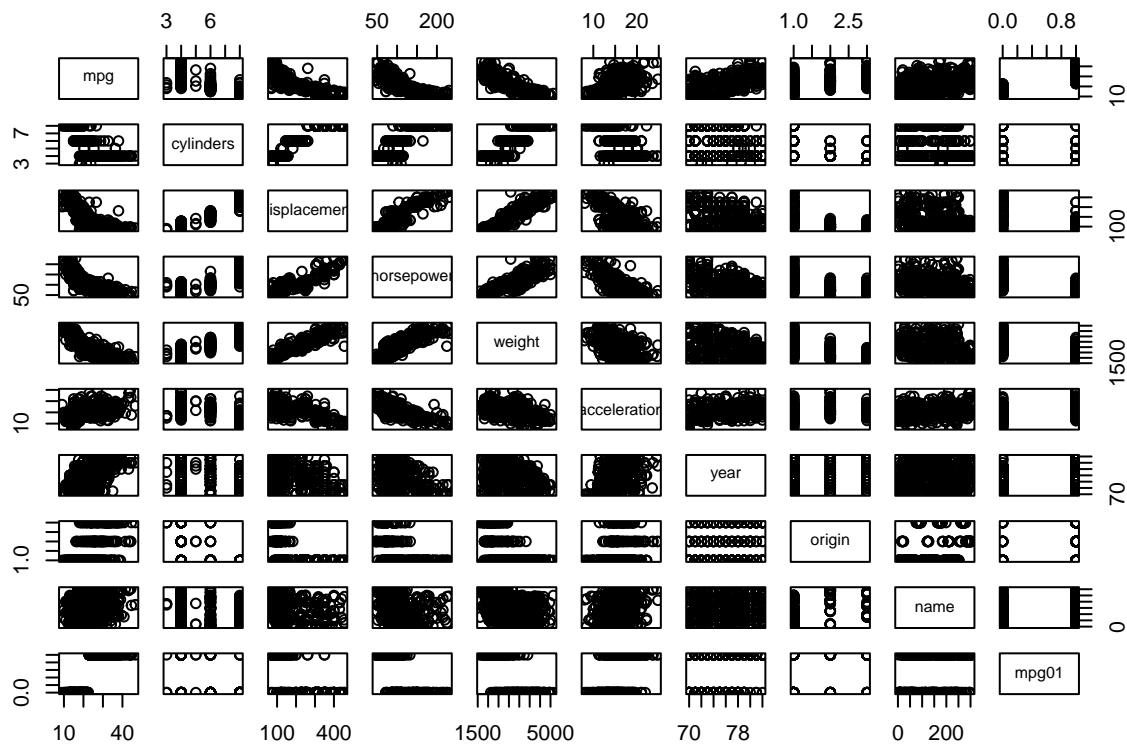 3 6 50 200 10 20 1.0 2.5 0.0 0.8
mpg 10
3 7 cylinders
isplacemen 100
50 horsepower
weight 1500
10 acceleration
year 70
1.0 origin
name 0
0.0 mpg01
10 40 100 400 1500 5000 70 78 0 200